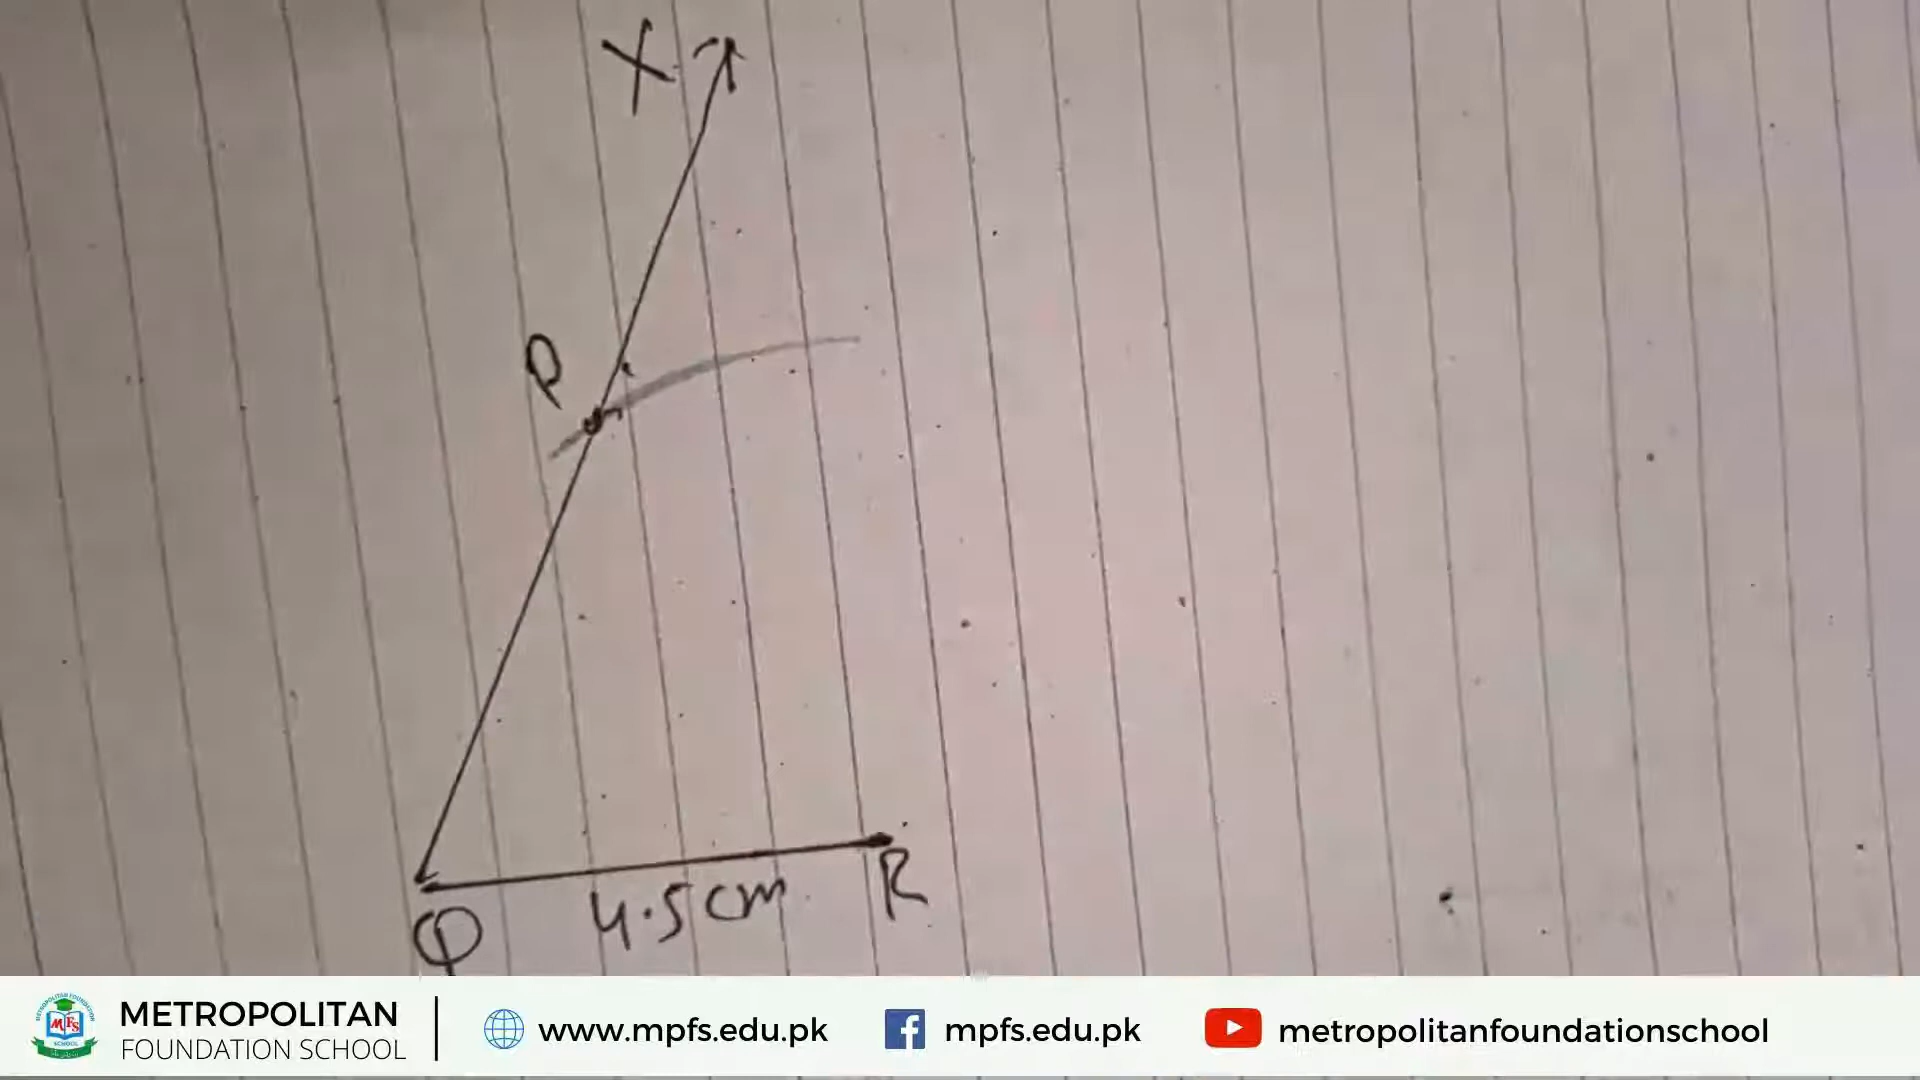 X
P
Q 4.5cm R
METROPOLITAN
FOUNDATION SCHOOL
www.mpfs.edu.pk
mpfs.edu.pk
metropolitanfoundationschool